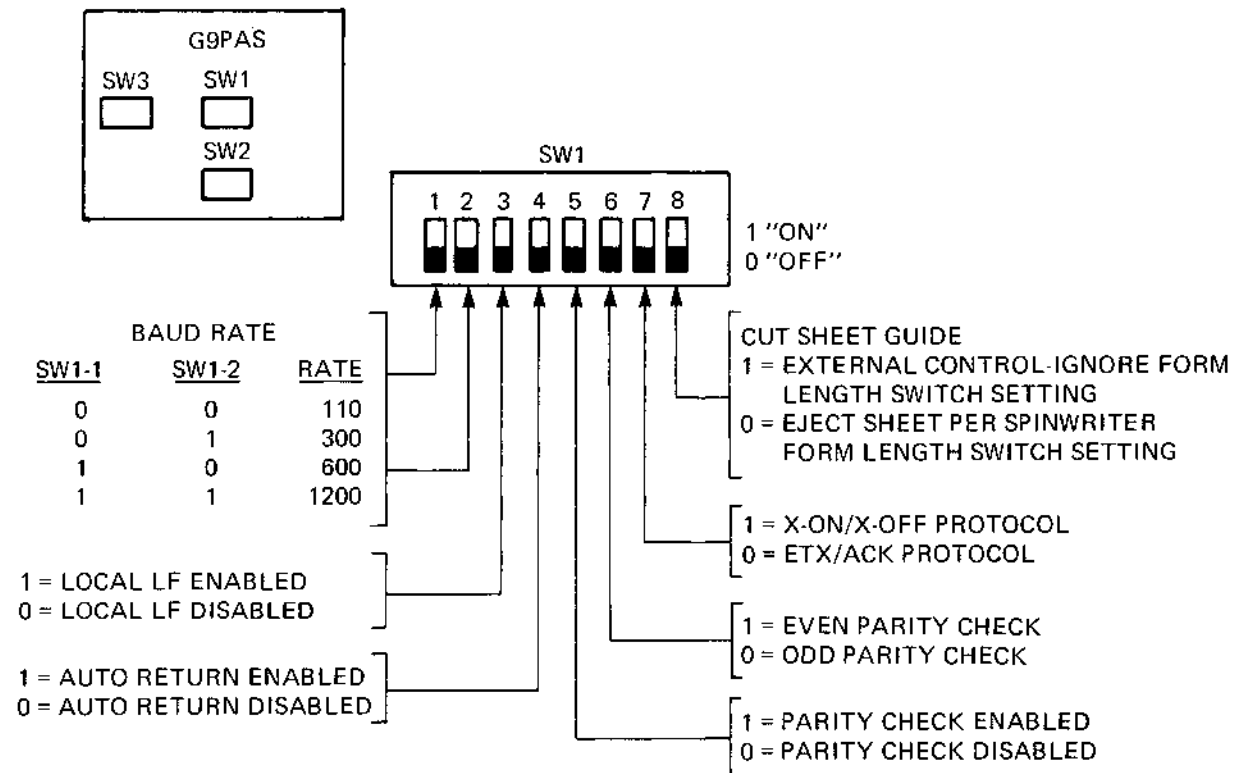 G9PAS
SW3 SW1
SW2
SW1
1 2 3 4 5 6 7 8
1 "ON"
0 "OFF"
BAUD RATE
SW1-1 SW1-2 RATE
0 0 110
0 1 300
1 0 600
1 1 1200
1 = LOCAL LF ENABLED
0 = LOCAL LF DISABLED
1 = AUTO RETURN ENABLED
0 = AUTO RETURN DISABLED
CUT SHEET GUIDE
1 = EXTERNAL CONTROL-IGNORE FORM
LENGTH SWITCH SETTING
0 = EJECT SHEET PER SPINWRITER
FORM LENGTH SWITCH SETTING
1 = X-ON/X-OFF PROTOCOL
0 = ETX/ACK PROTOCOL
1 = EVEN PARITY CHECK
0 = ODD PARITY CHECK
1 = PARITY CHECK ENABLED
0 = PARITY CHECK DISABLED